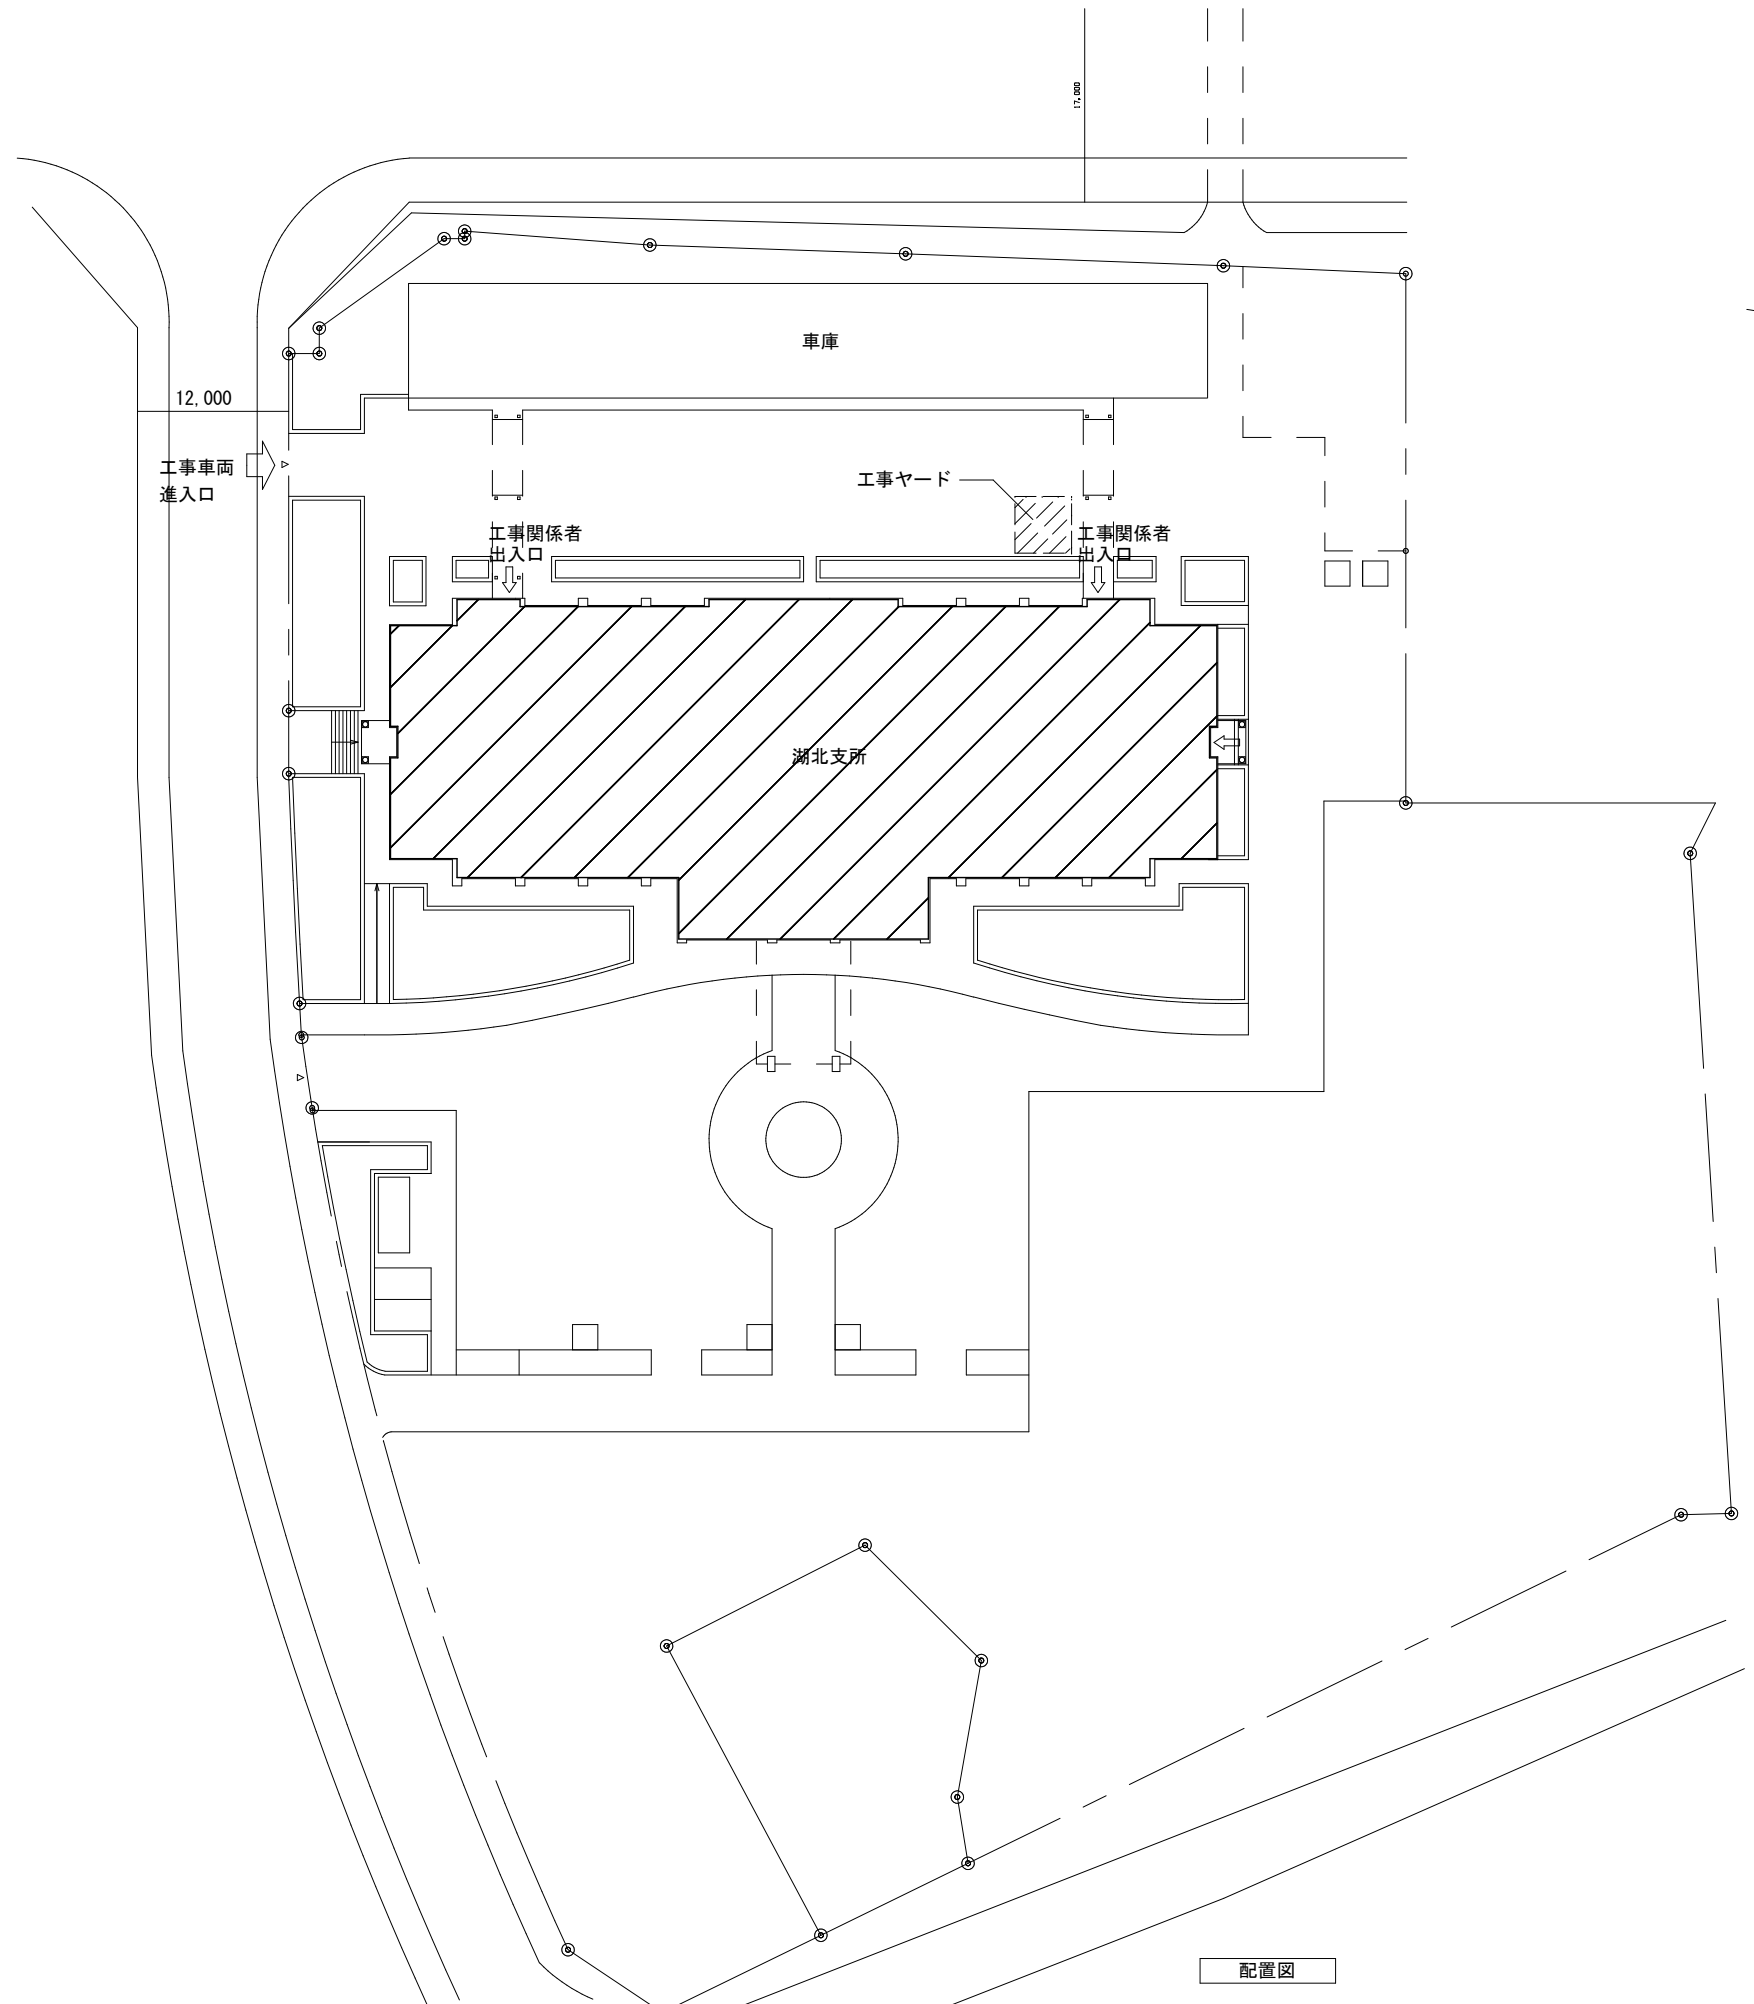 17,000
車庫
12,000
工事車両
進入口
工事ヤード
工事関係者
出入口
工事関係者
出入口
湖北支所
配置図